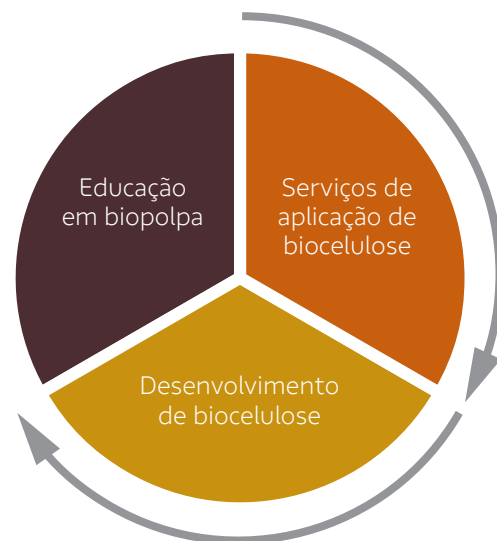 Educação
em biopolpa
Serviços de
aplicação de
biocelulose
Desenvolvimento
de biocelulose